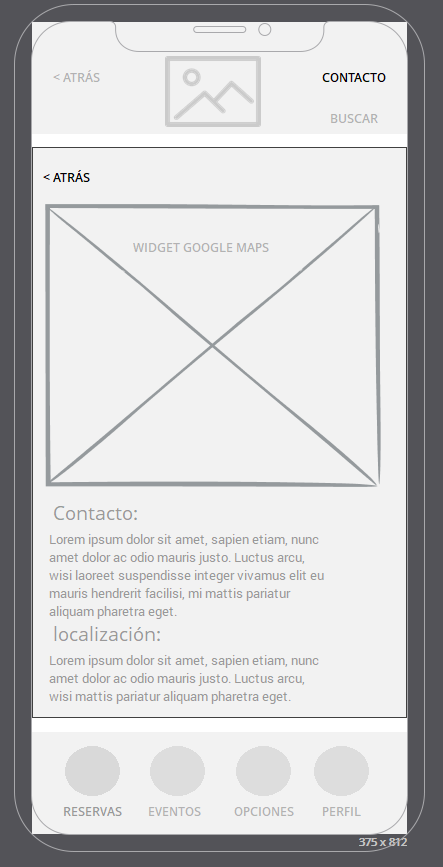 < ATRÁS
CONTACTO
BUSCAR
< ATRÁS
WIDGET GOOGLE MAPS
Contacto:
Lorem ipsum dolor sit amet, sapien etiam, nunc
amet dolor ac odio mauris justo. Luctus arcu,
wisi laoreet suspendisse integer vivamus elit eu
mauris hendrerit facilisi, mi mattis pariatur
aliquam pharetra eget.
localización:
Lorem ipsum dolor sit amet, sapien etiam, nunc
amet dolor ac odio mauris justo. Luctus arcu,
wisi mattis pariatur aliquam pharetra eget.
RESERVAS
EVENTOS
OPCIONES
PERFIL
375 x 812